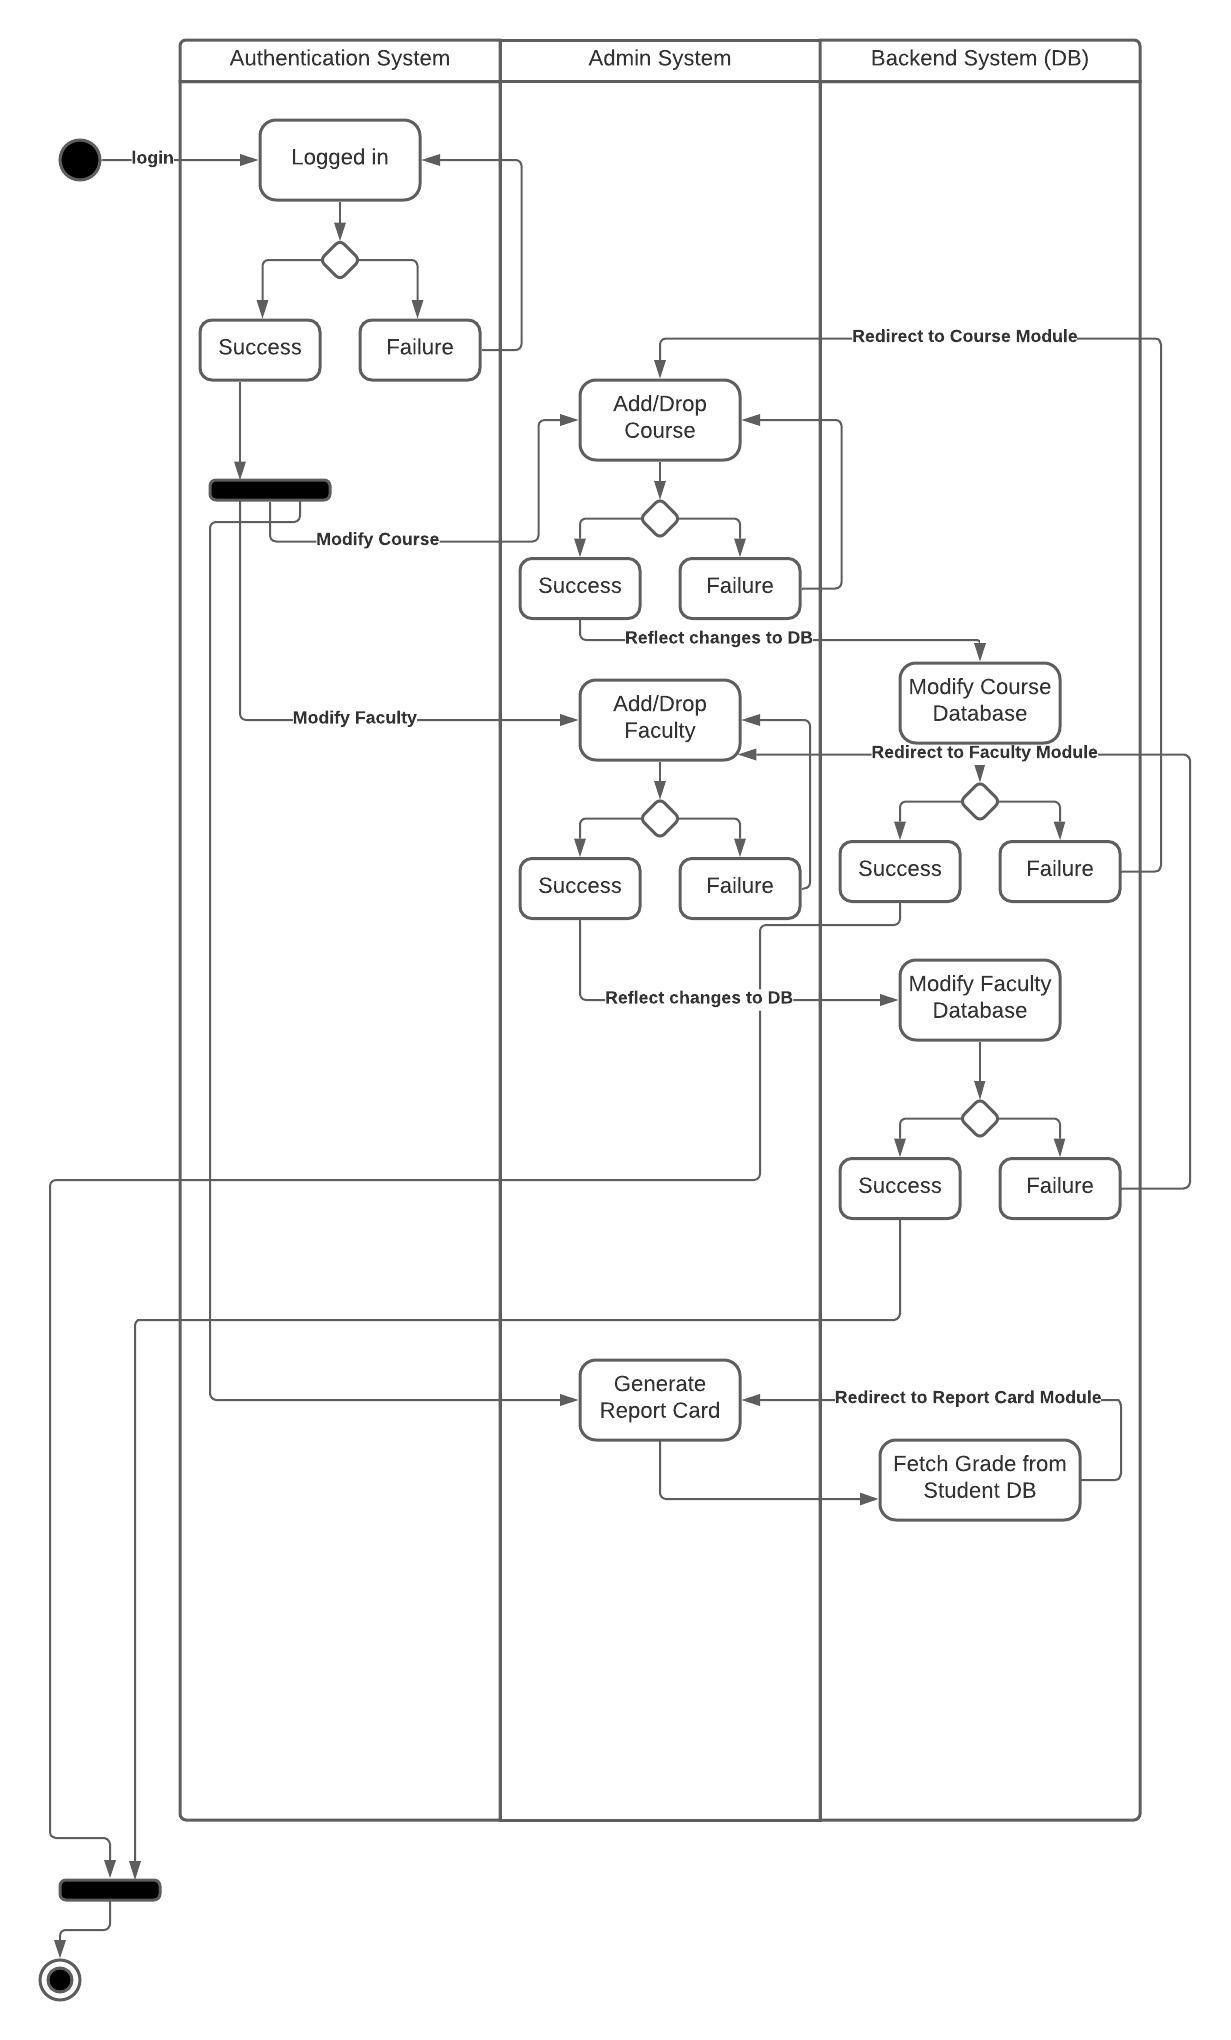 Authentication System
Admin System
Backend System (DB)
login
Logged in
Success
Failure
Redirect to Course Module
Add/Drop
Course
Modify Course
Success
Failure
Reflect changes to DB
Modify Course
Database
Add/Drop
Faculty
Modify Faculty
Redirect to Faculty Module
Success
Failure
Success
Failure
Reflect changes to DB
Modify Faculty
Database
Success
Failure
Generate
Report Card
Redirect to Report Card Module
Fetch Grade from
Student DB